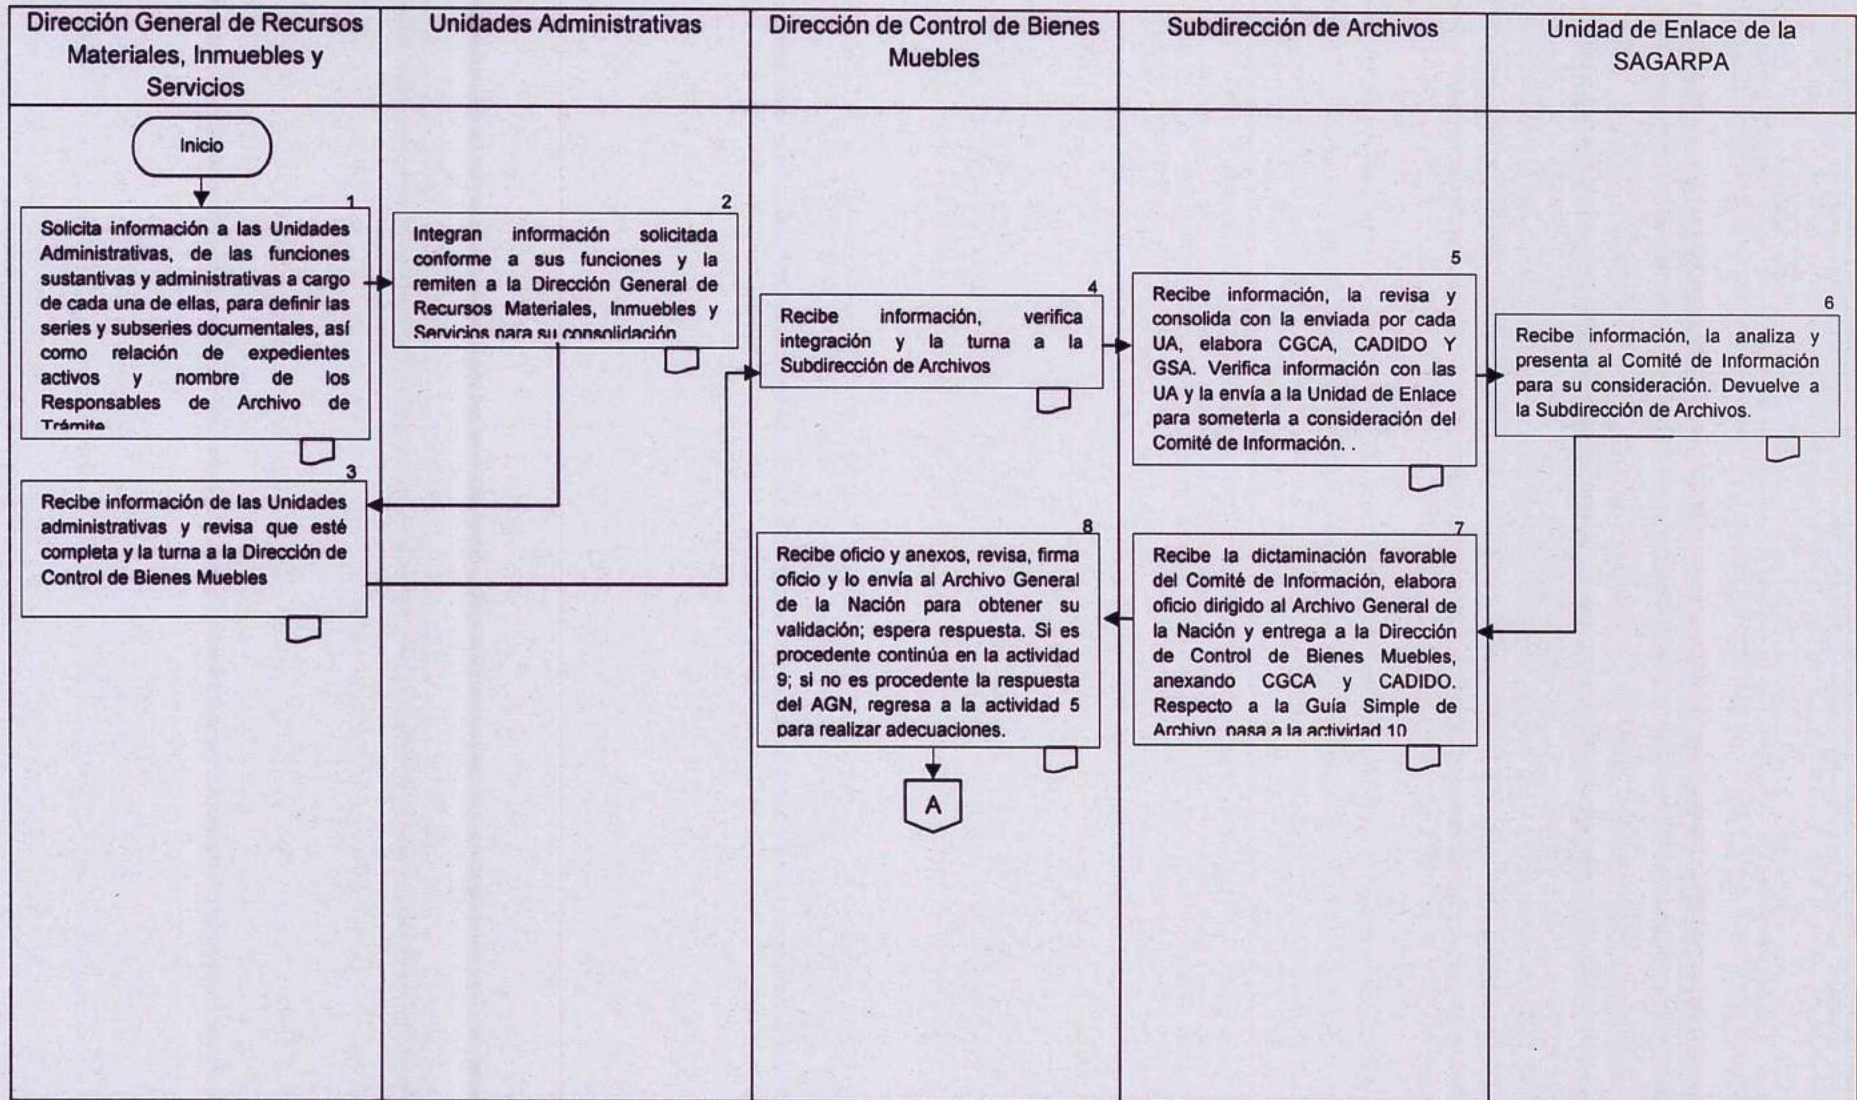 Dirección General de Recursos
Materiales, Inmuebles y
Servicios
Unidades Administrativas
Dirección de Control de Bienes
Muebles
Subdirección de Archivos
Unidad de Enlace de la
SAGARPA
Inicio
1
Solicita información a las Unidades
Administrativas, de las funciones
sustantivas y administrativas a cargo
de cada una de ellas, para definir las
series y subseries documentales, así
como relación de expedientes
activos y nombre de los
Responsables de Archivo de
Trámite
2
Integran información solicitada
conforme a sus funciones y la
remiten a la Dirección General de
Recursos Materiales, Inmuebles y
Servicios para su consolidación
3
Recibe información de las Unidades
administrativas y revisa que esté
completa y la turna a la Dirección de
Control de Bienes Muebles
4
Recibe información, verifica
integración y la turna a la
Subdirección de Archivos
5
Recibe información, la revisa y
consolida con la enviada por cada
UA, elabora CGCA, CADIDO Y
GSA. Verifica información con las
UA y la envía a la Unidad de Enlace
para someterla a consideración del
Comité de Información. .
6
Recibe información, la analiza y
presenta al Comité de Información
para su consideración. Devuelve a
la Subdirección de Archivos.
7
Recibe la dictaminación favorable
del Comité de Información, elabora
oficio dirigido al Archivo General de
la Nación y entrega a la Dirección
de Control de Bienes Muebles,
anexando CGCA y CADIDO.
Respecto a la Guía Simple de
Archivo pasa a la actividad 10
8
Recibe oficio y anexos, revisa, firma
oficio y lo envía al Archivo General
de la Nación para obtener su
validación; espera respuesta. Si es
procedente continúa en la actividad
9; si no es procedente la respuesta
del AGN, regresa a la actividad 5
para realizar adecuaciones.
A